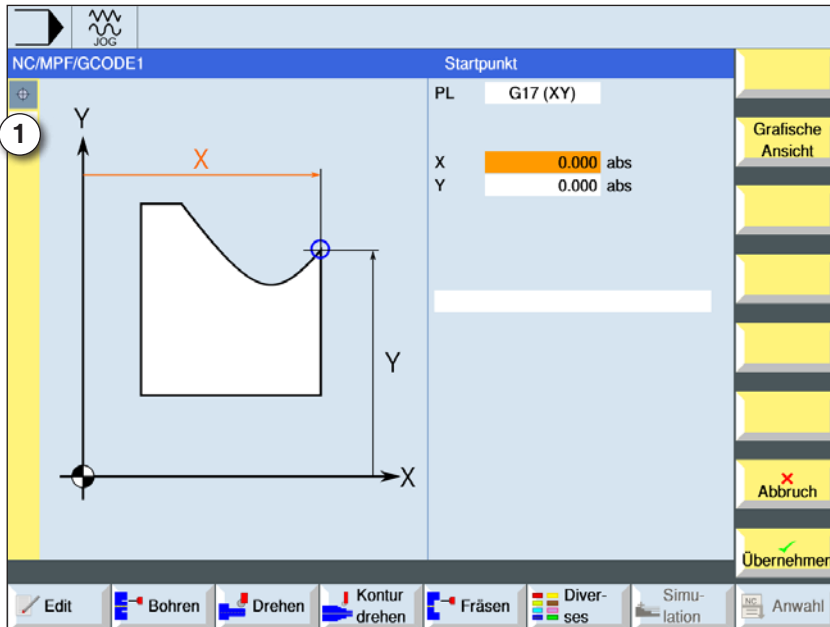 JOG
NC/MPF/GCODE1
Startpunkt
PL G17 (XY)
X 0.000 abs
Y 0.000 abs
1
Y
X
Y
X
Grafische
Ansicht
Abbruch
Übernehmen
Edit
Bohren
Drehen
Kontur
drehen
Fräsen
Diver-
ses
Simu-
lation
NC
Anwahl